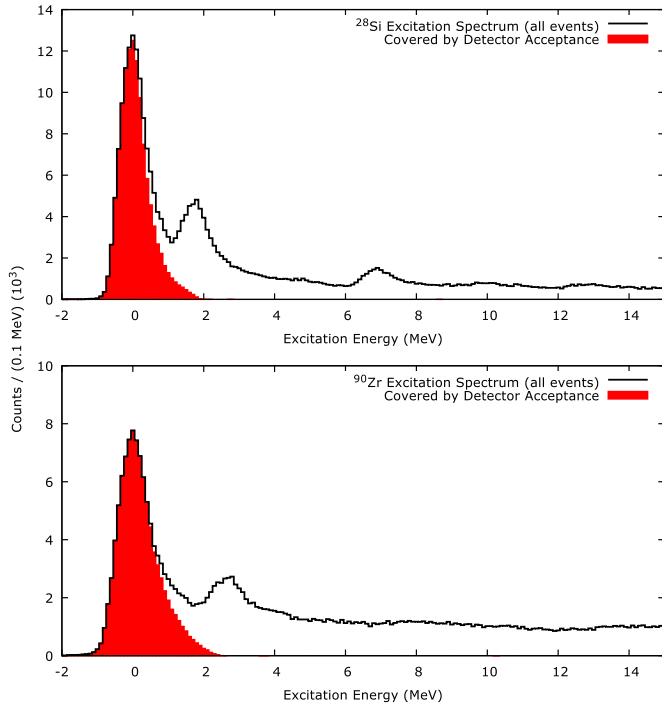 14
12
10
8
6
4
2
0
²⁸Si Excitation Spectrum (all events)
Covered by Detector Acceptance
-2 0 2 4 6 8 10 12 14
Excitation Energy (MeV)
Counts / (0.1 MeV) (10³)
10
8
6
4
2
0
⁹⁰Zr Excitation Spectrum (all events)
Covered by Detector Acceptance
-2 0 2 4 6 8 10 12 14
Excitation Energy (MeV)